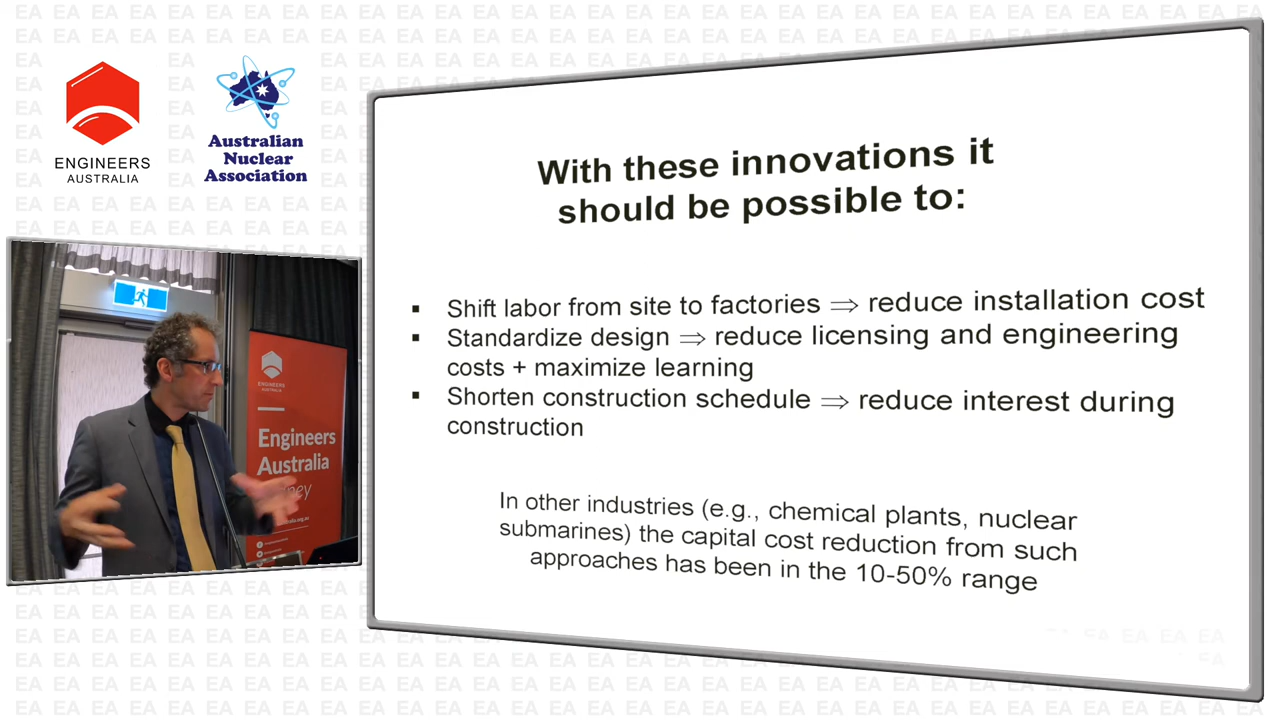 ENGINEERS
AUSTRALIA
Australian
Nuclear
Association
With these innovations it
should be possible to:
▪ Shift labor from site to factories ⇒ reduce installation cost
▪ Standardize design ⇒ reduce licensing and engineering
costs + maximize learning
▪ Shorten construction schedule ⇒ reduce interest during
construction
In other industries (e.g., chemical plants, nuclear
submarines) the capital cost reduction from such
approaches has been in the 10-50% range
ENGINEERS
AUSTRALIA
Engineers
Australia